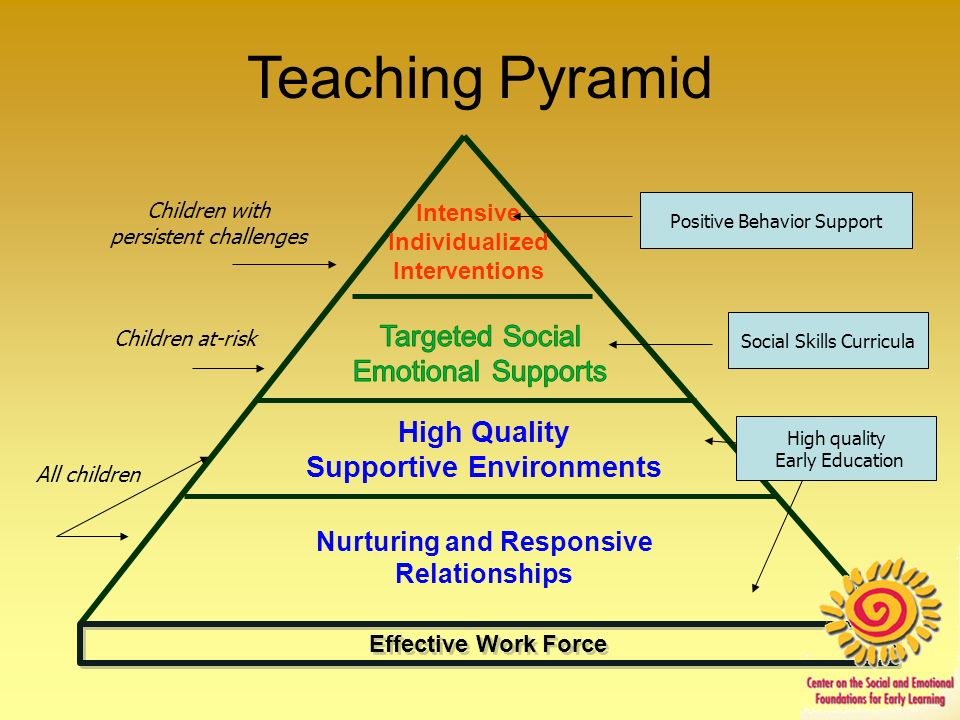 Teaching Pyramid
Children with
persistent challenges
Intensive
Individualized
Interventions
Positive Behavior Support
Children at-risk
Targeted Social
Emotional Supports
Social Skills Curricula
All children
High Quality
Supportive Environments
High quality
Early Education
Nurturing and Responsive
Relationships
Effective Work Force
Center on the Social and Emotional
Foundations for Early Learning